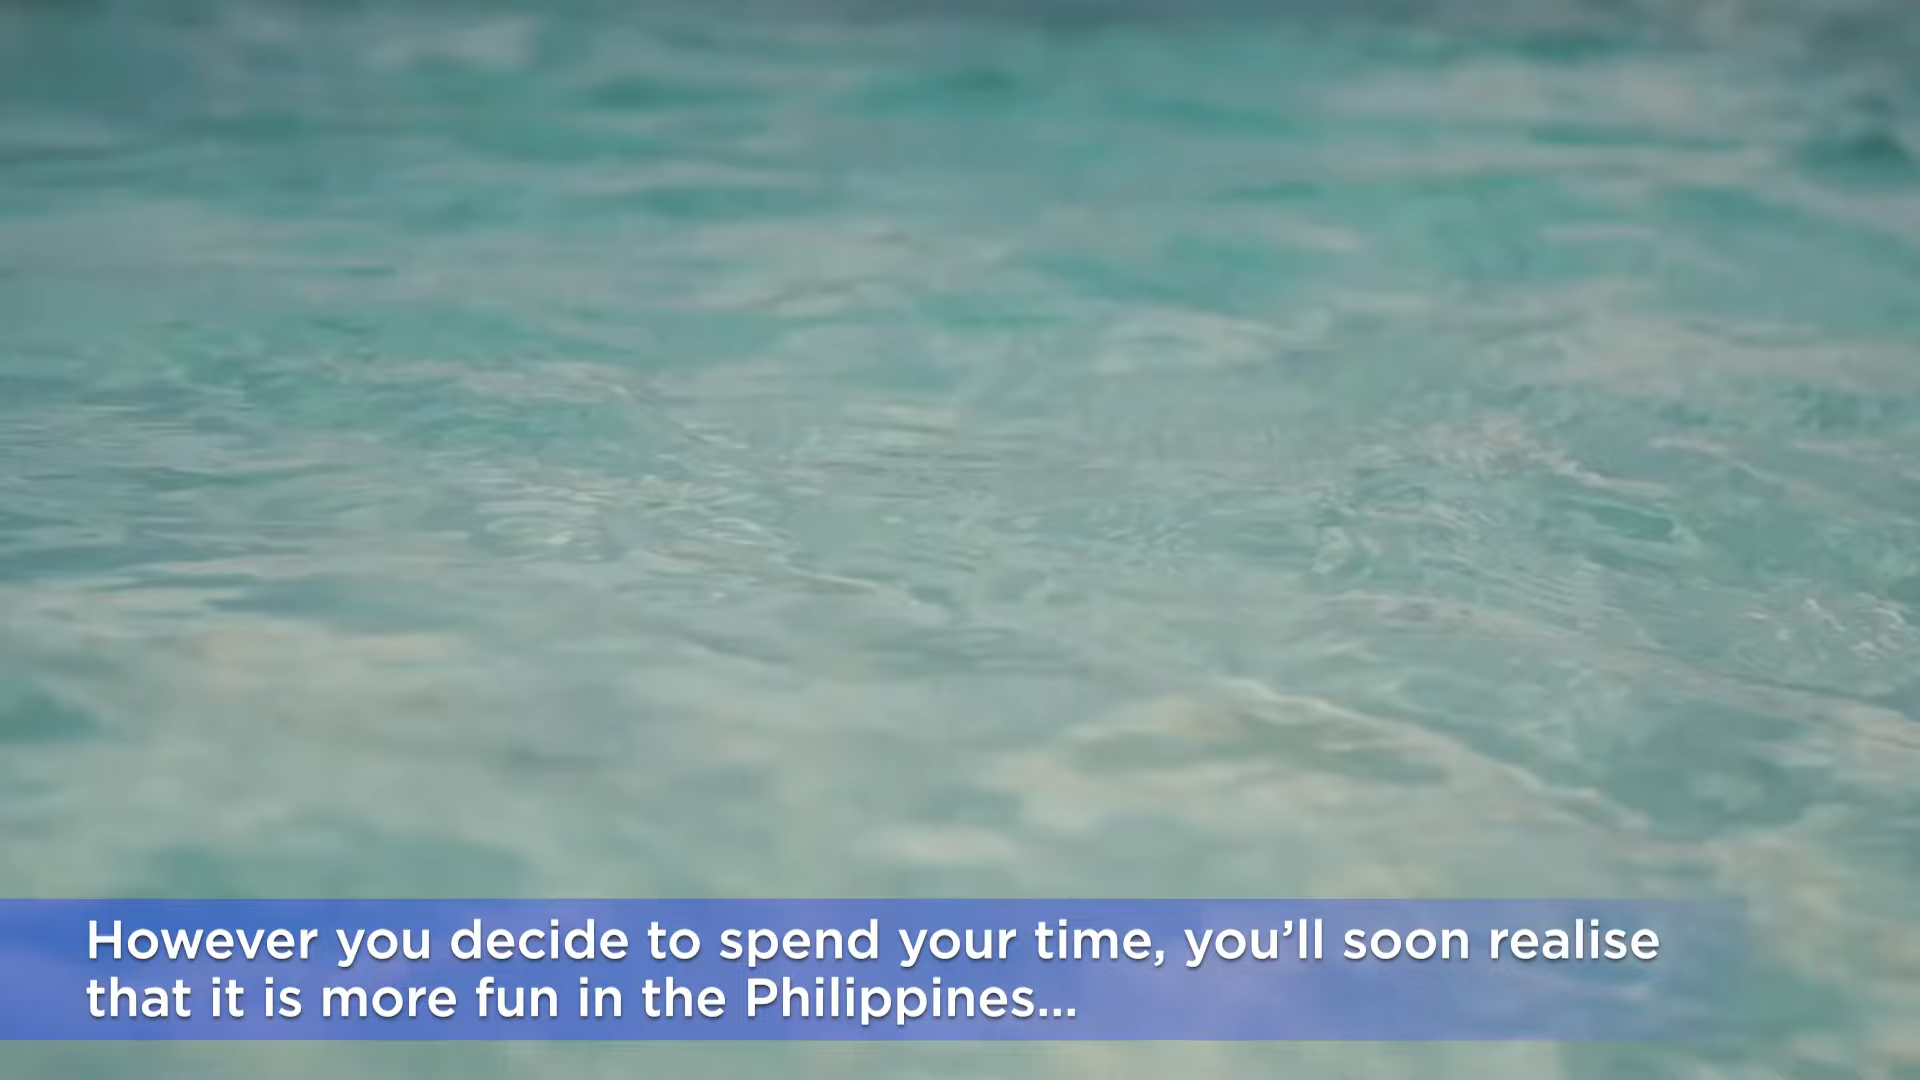 However you decide to spend your time, you’ll soon realise
that it is more fun in the Philippines...